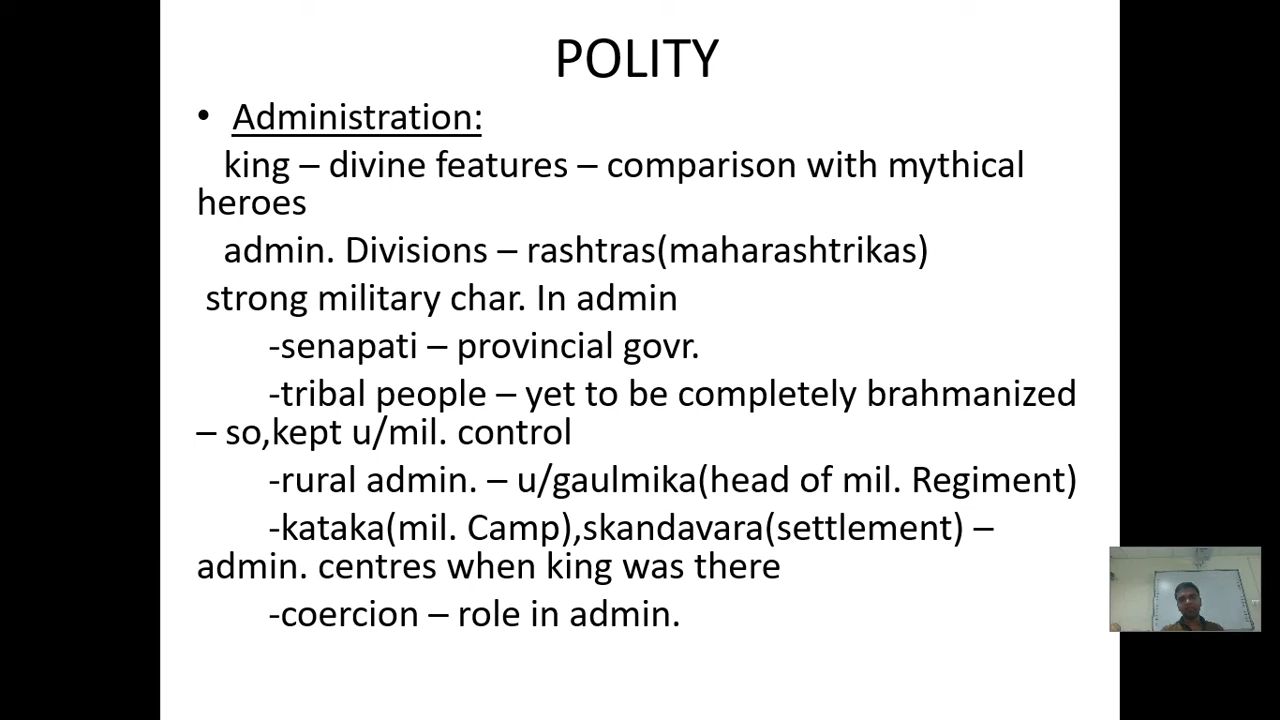 POLITY
• Administration:
king – divine features – comparison with mythical
heroes
admin. Divisions – rashtras(maharashtrikas)
strong military char. In admin
-senapati – provincial govr.
-tribal people – yet to be completely brahmanized
– so,kept u/mil. control
-rural admin. – u/gaulmika(head of mil. Regiment)
-kataka(mil. Camp),skandavara(settlement) –
admin. centres when king was there
-coercion – role in admin.